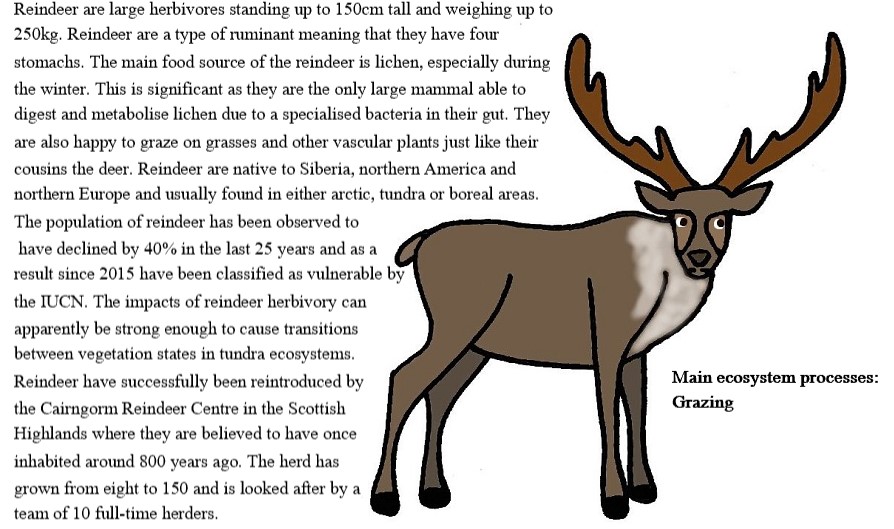 Reindeer are large herbivores standing up to 150cm tall and weighing up to
250kg. Reindeer are a type of ruminant meaning that they have four
stomachs. The main food source of the reindeer is lichen, especially during
the winter. This is significant as they are the only large mammal able to
digest and metabolise lichen due to a specialised bacteria in their gut. They
are also happy to graze on grasses and other vascular plants just like their
cousins the deer. Reindeer are native to Siberia, northern America and
northern Europe and usually found in either arctic, tundra or boreal areas.
The population of reindeer has been observed to
have declined by 40% in the last 25 years and as a
result since 2015 have been classified as vulnerable by
the IUCN. The impacts of reindeer herbivory can
apparently be strong enough to cause transitions
between vegetation states in tundra ecosystems.
Reindeer have successfully been reintroduced by
the Cairngorm Reindeer Centre in the Scottish
Highlands where they are believed to have once
inhabited around 800 years ago. The herd has
grown from eight to 150 and is looked after by a
team of 10 full-time herders.
Main ecosystem processes:
Grazing